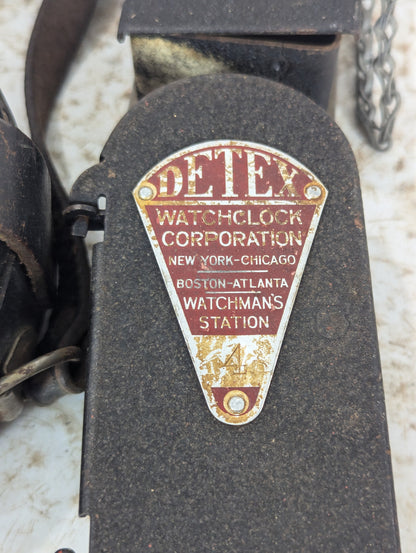 DETEX
WATCHCLOCK
CORPORATION
NEW YORK-CHICAGO
BOSTON-ATLANTA
WATCHMAN'S
STATION
4